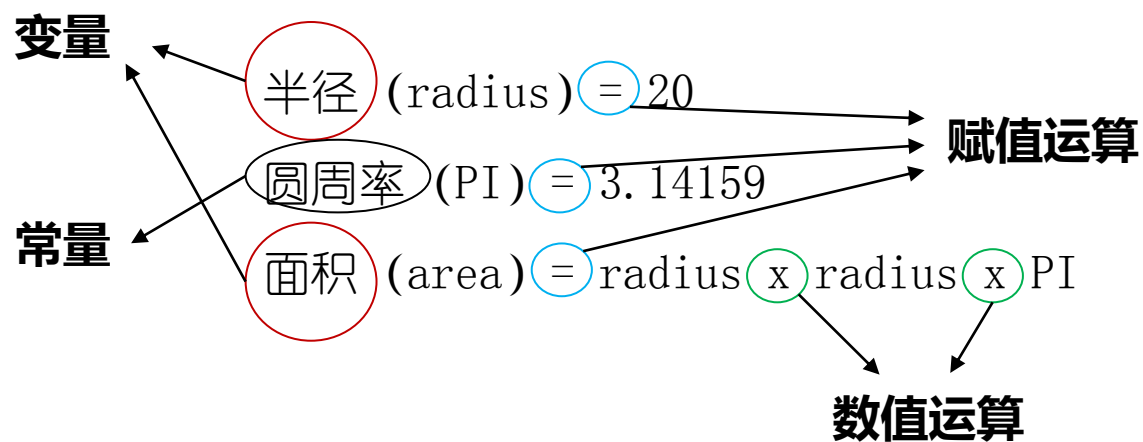 变量
半径 (radius) = 20
赋值运算
圆周率 (PI) = 3.14159
常量
面积 (area) = radius x radius x PI
数值运算